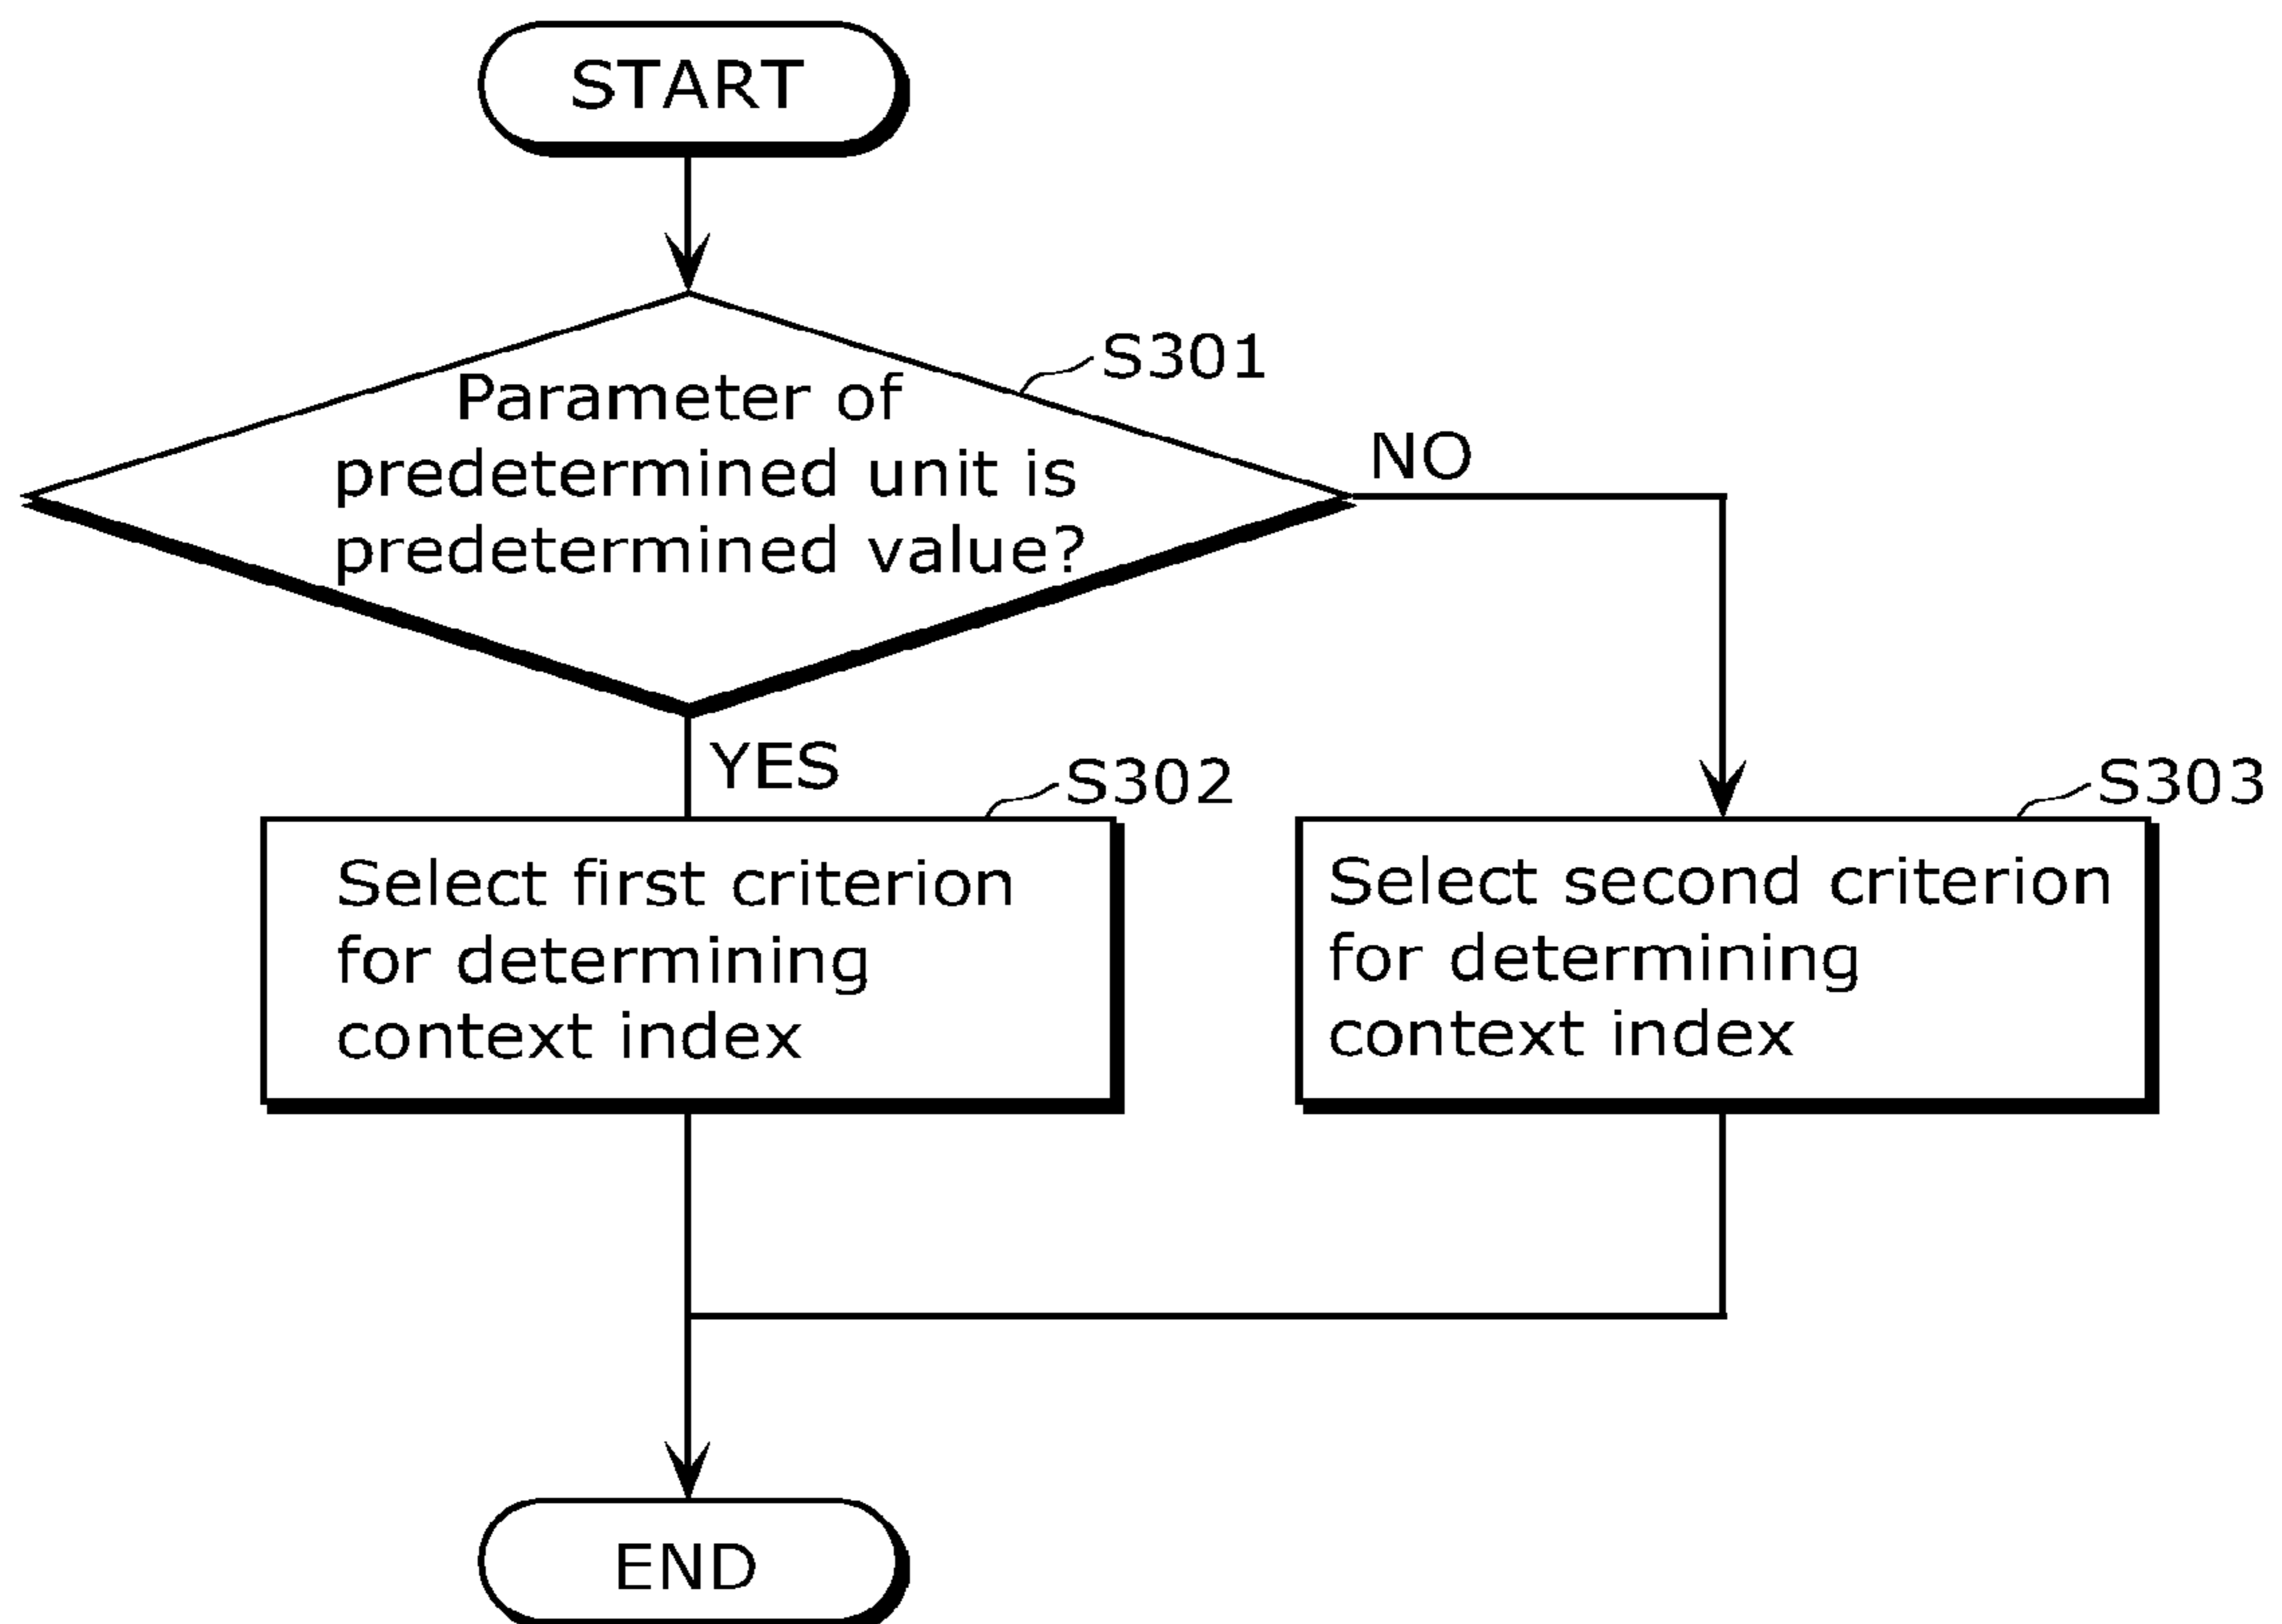 START
S301
Parameter of
predetermined unit is
predetermined value?
NO
YES
S302
Select first criterion
for determining
context index
S303
Select second criterion
for determining
context index
END